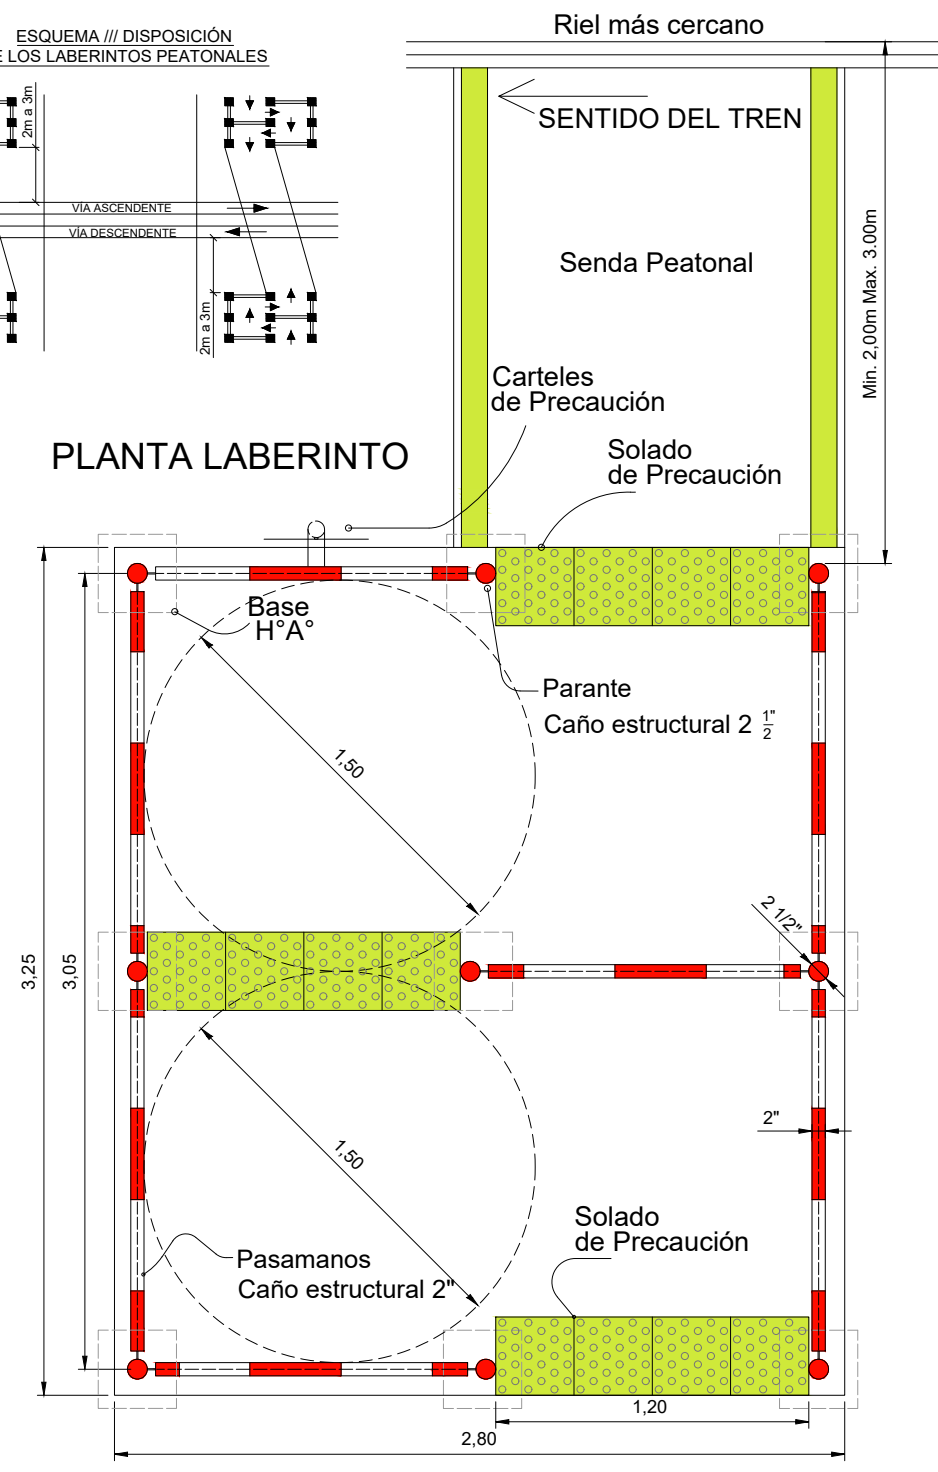 ESQUEMA /// DISPOSICIÓN
E LOS LABERINTOS PEATONALES
2m a 3m
VÍA ASCENDENTE
VÍA DESCENDENTE
2m a 3m
Riel más cercano
SENTIDO DEL TREN
Senda Peatonal
Min. 2,00m Max. 3.00m
Carteles
de Precaución
PLANTA LABERINTO
Solado
de Precaución
Base
H°A°
Parante
Caño estructural 2 1"/2
1,50
2 1/2"
3,25
3,05
2"
1,50
Solado
de Precaución
Pasamanos
Caño estructural 2"
1,20
2,80